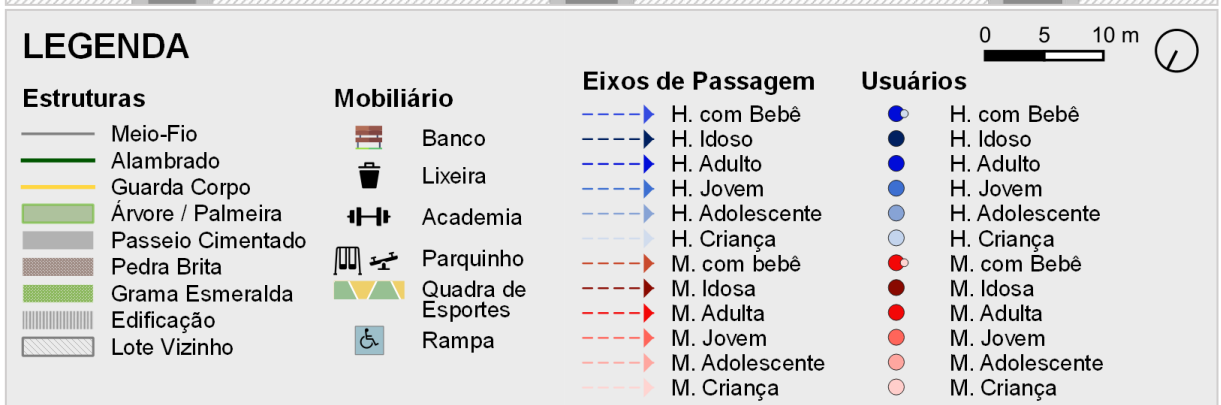 LEGENDA
0 5 10 m
Estruturas
Meio-Fio
Alambrado
Guarda Corpo
Árvore / Palmeira
Passeio Cimentado
Pedra Brita
Grama Esmeralda
Edificação
Lote Vizinho
Mobiliário
Banco
Lixeira
Academia
Parquinho
Quadra de
Esportes
Rampa
Eixos de Passagem
H. com Bebê
H. Idoso
H. Adulto
H. Jovem
H. Adolescente
H. Criança
M. com bebê
M. Idosa
M. Adulta
M. Jovem
M. Adolescente
M. Criança
Usuários
H. com Bebê
H. Idoso
H. Adulto
H. Jovem
H. Adolescente
H. Criança
M. com Bebê
M. Idosa
M. Adulta
M. Jovem
M. Adolescente
M. Criança